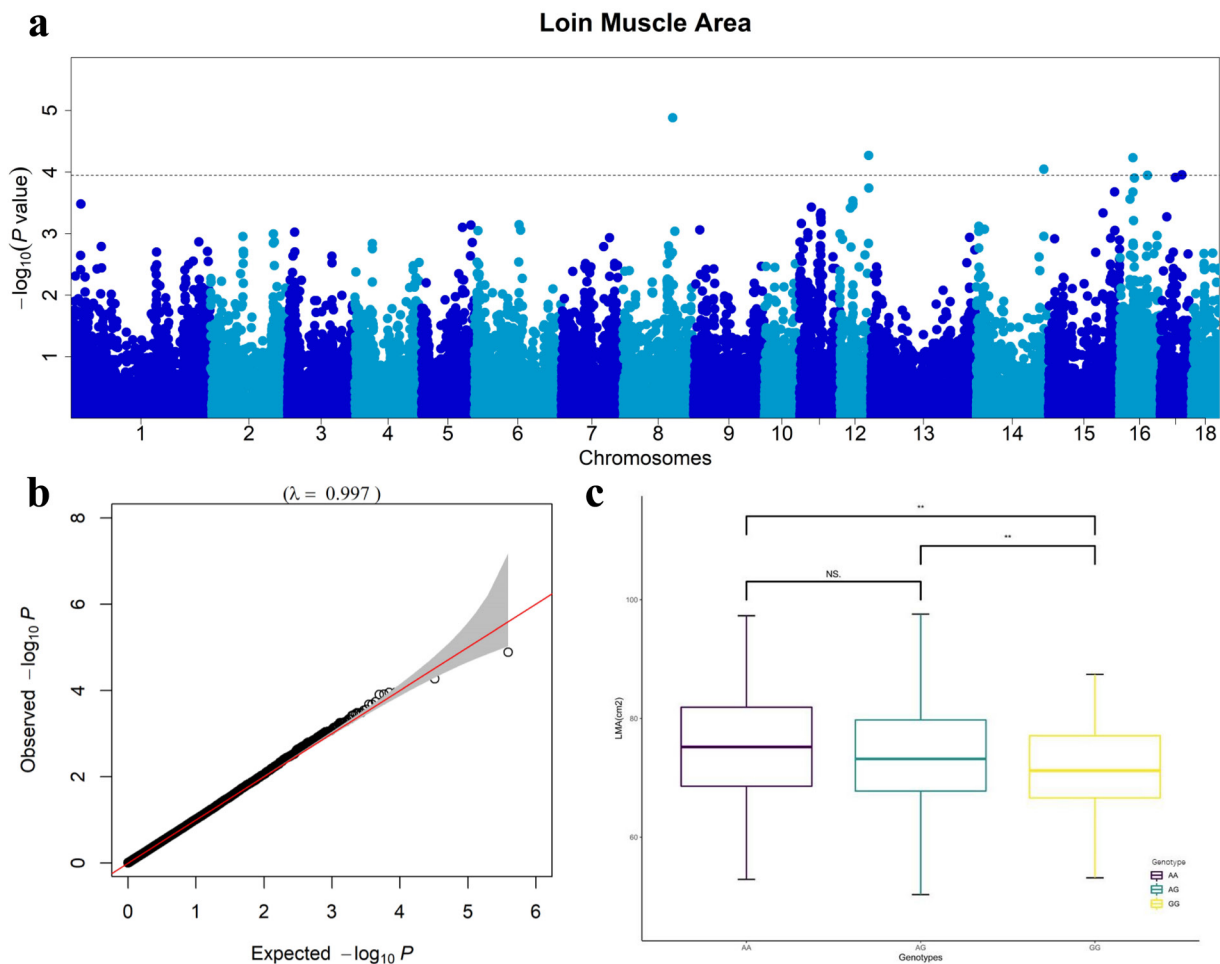 a
Loin Muscle Area
−log10(P value)
5
4
3
2
1
1 2 3 4 5 6 7 8 9 10 12 13 14 15 16 18
Chromosomes
b
(λ = 0.997 )
Observed −log10 P
8
6
4
2
0
0 1 2 3 4 5 6
Expected −log10 P
c
**
**
NS.
LMA(cm2)
100
80
60
Genotype
AA
AG
GG
AA AG GG
Genotypes